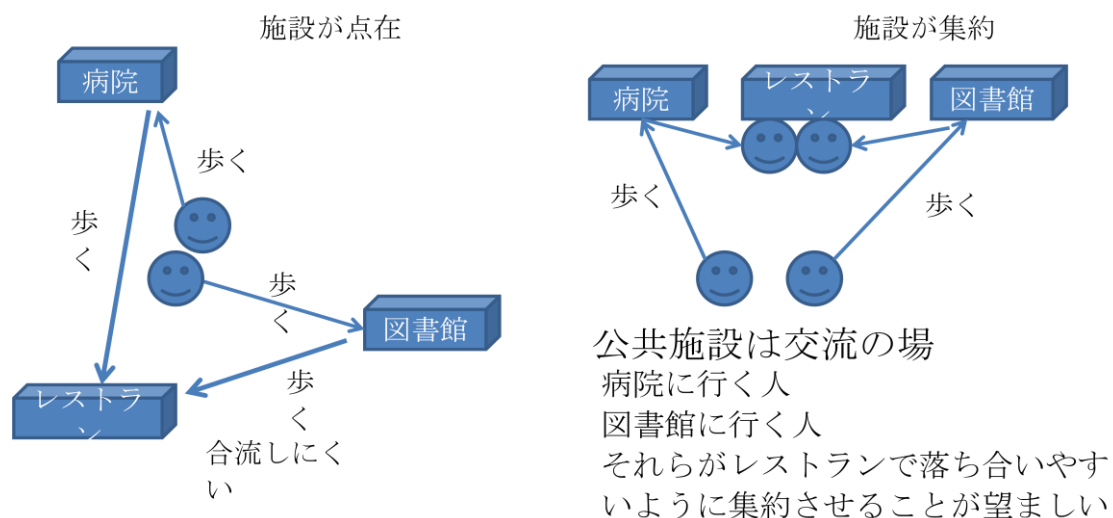 施設が点在
病院
歩く
歩
く
歩
く
図書館
歩
く
レストラ
ン
合流しにく
い
施設が集約
病院
レストラ
ン
図書館
歩く
歩く
公共施設は交流の場
病院に行く人
図書館に行く人
それらがレストランで落ち合いやす
いように集約させることが望ましい